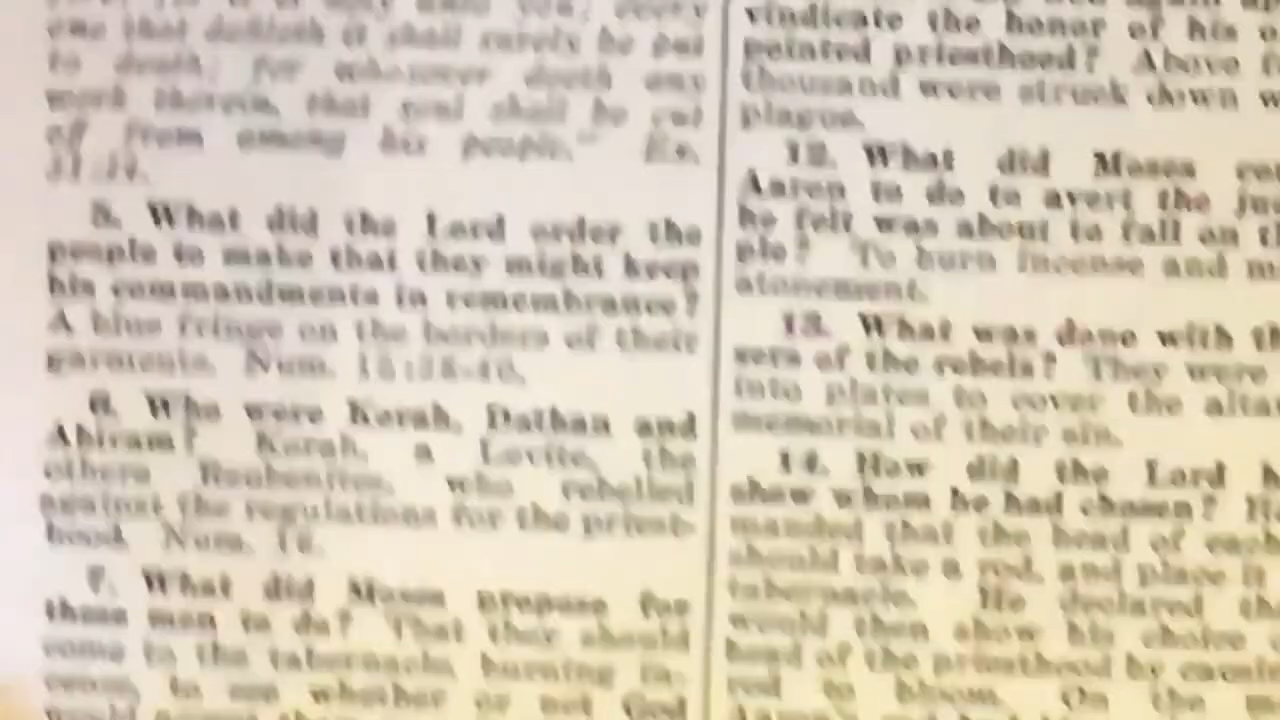 one that defileth it shall surely be put
to death; for whosoever doeth any
work therein, that soul shall be cut
off from among his people." Ex.
31:14.
5. What did the Lord order the
people to make that they might keep
his commandments in remembrance?
A blue fringe on the borders of their
garments. Num. 15:38-40.
6. Who were Korah, Dathan and
Abiram? Korah, a Levite, the
others Reubenites, who rebelled
against the regulations for the priest-
hood. Num. 16.
7. What did Moses propose for
these men to do? That they should
come to the tabernacle burning in-
cense, to see whether or not God
vindicate the honor of his
pointed priesthood? Above
thousand were struck down
plague.
12. What did Moses
Aaron to do to avert the
he felt was about to fall on
ple? To burn incense and
atonement.
13. What was done with
sers of the rebels? They were
into plates to cover the
memorial of their sin.
14. How did the Lord
show whom he had chosen?
manded that the head of
should take a rod, and place
tabernacle. He declared
would then show his choice
head of the priesthood by
rod to bloom. On the